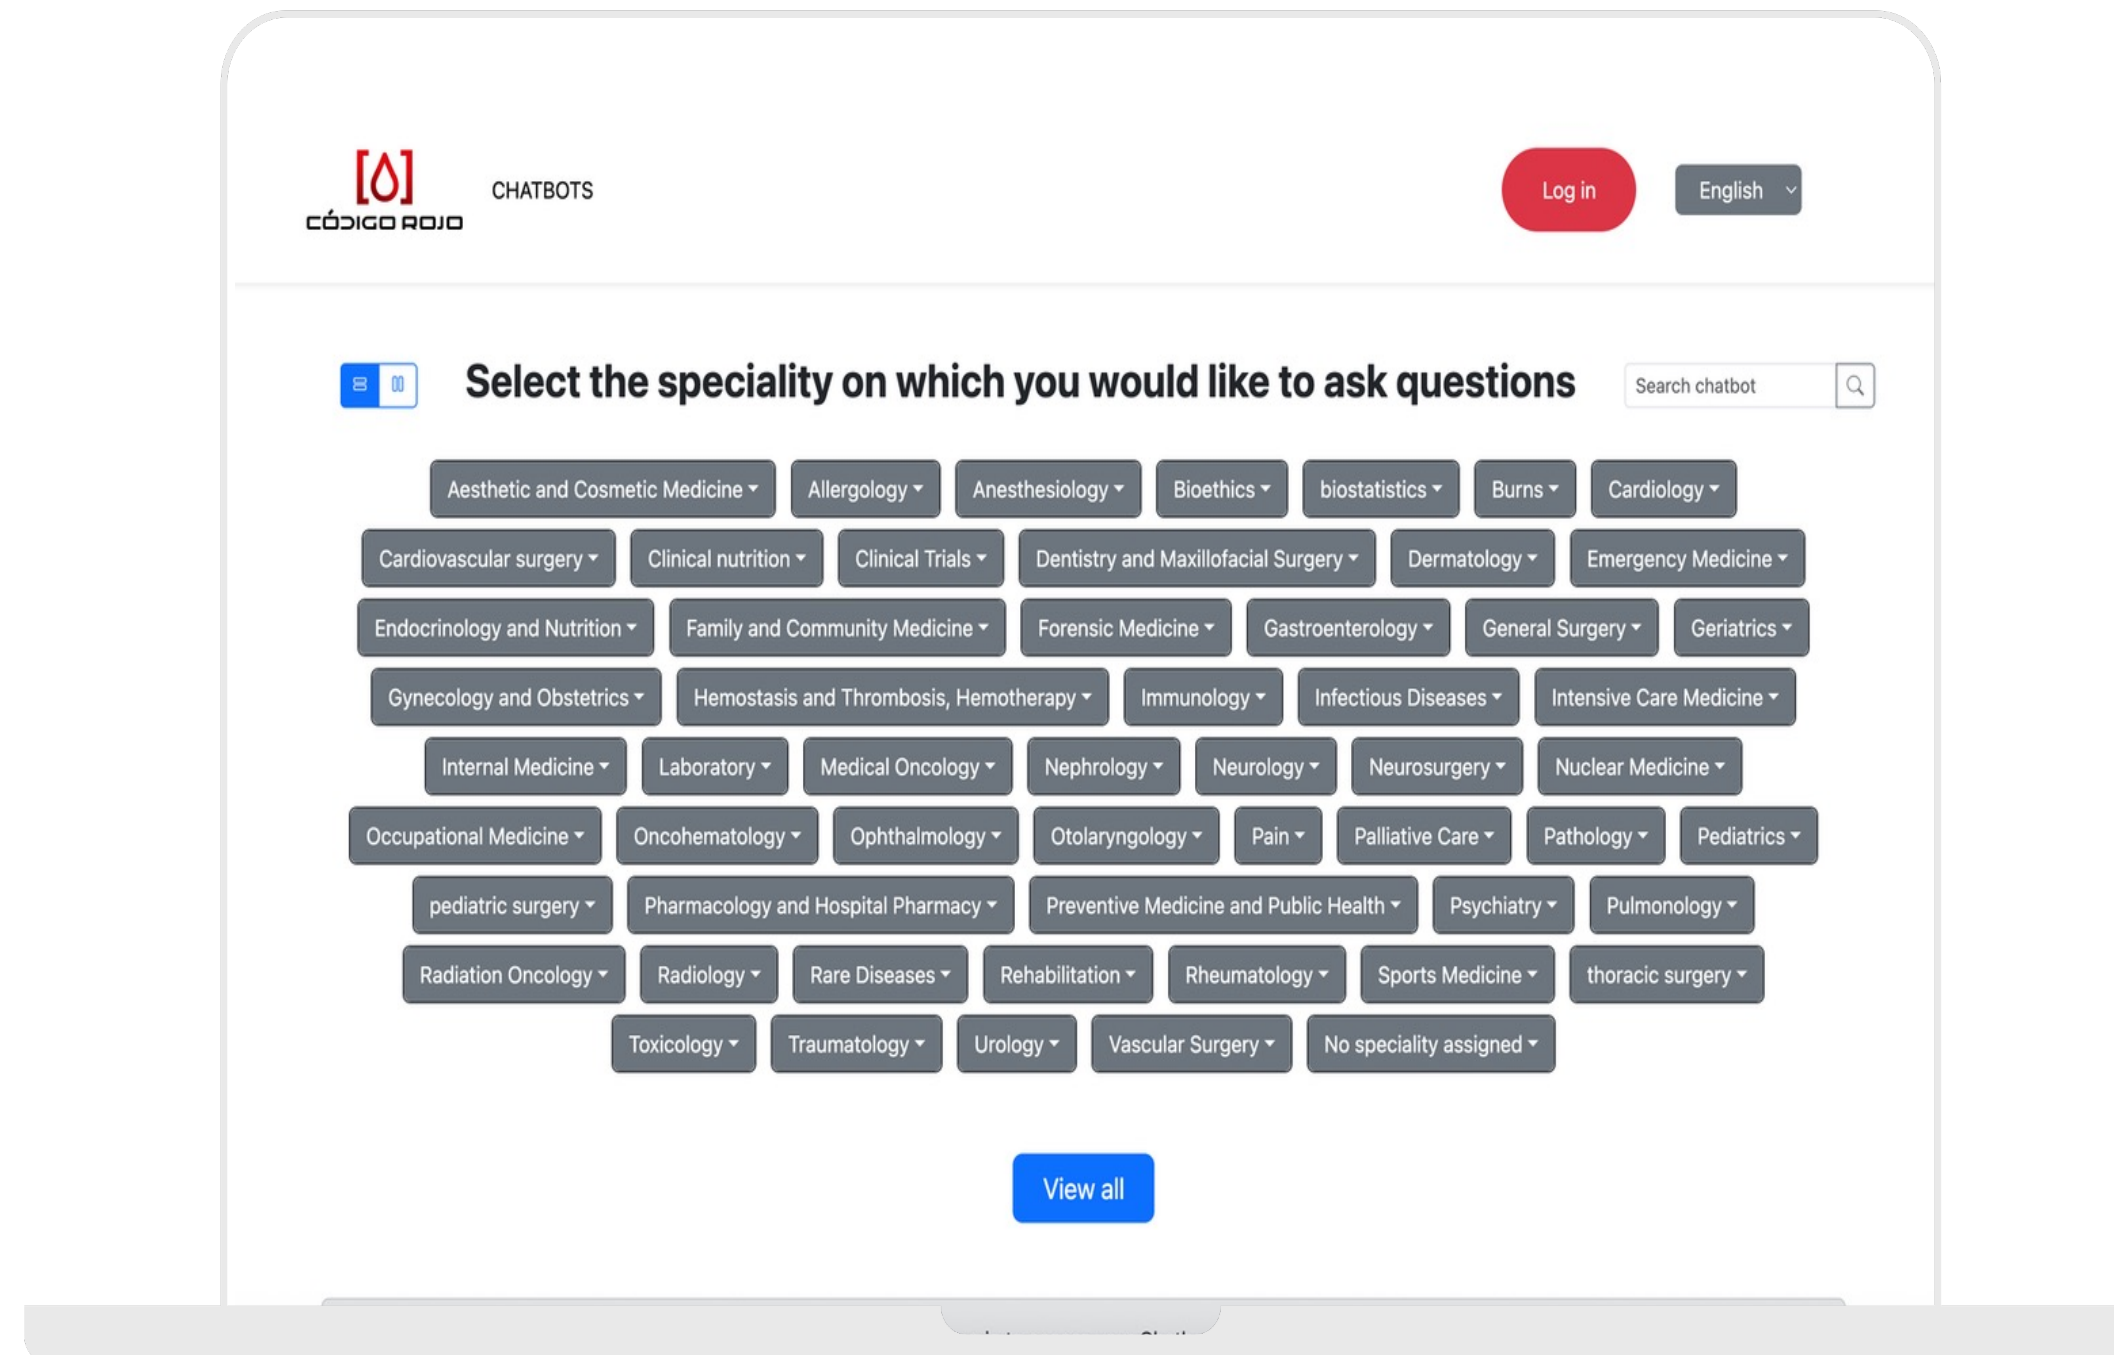 CÓDIGO ROJO
CHATBOTS
Log in
English
Select the speciality on which you would like to ask questions
Search chatbot
Aesthetic and Cosmetic Medicine Allergology Anesthesiology Bioethics biostatistics Burns Cardiology
Cardiovascular surgery Clinical nutrition Clinical Trials Dentistry and Maxillofacial Surgery Dermatology Emergency Medicine
Endocrinology and Nutrition Family and Community Medicine Forensic Medicine Gastroenterology General Surgery Geriatrics
Gynecology and Obstetrics Hemostasis and Thrombosis, Hemotherapy Immunology Infectious Diseases Intensive Care Medicine
Internal Medicine Laboratory Medical Oncology Nephrology Neurology Neurosurgery Nuclear Medicine
Occupational Medicine Oncohematology Ophthalmology Otolaryngology Pain Palliative Care Pathology Pediatrics
pediatric surgery Pharmacology and Hospital Pharmacy Preventive Medicine and Public Health Psychiatry Pulmonology
Radiation Oncology Radiology Rare Diseases Rehabilitation Rheumatology Sports Medicine thoracic surgery
Toxicology Traumatology Urology Vascular Surgery No speciality assigned
View all